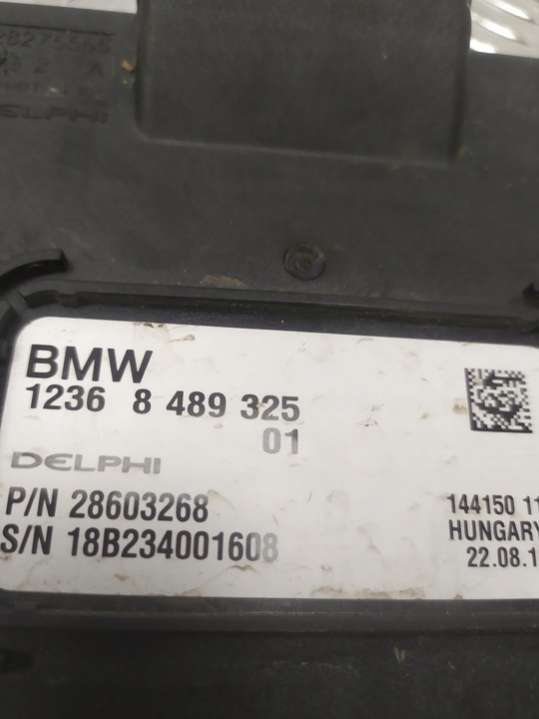 DELPHI
BMW
1236 8 489 325
01
DELPHI
P/N 28603268
S/N 18B234001608
144150 11
HUNGARY
22.08.1